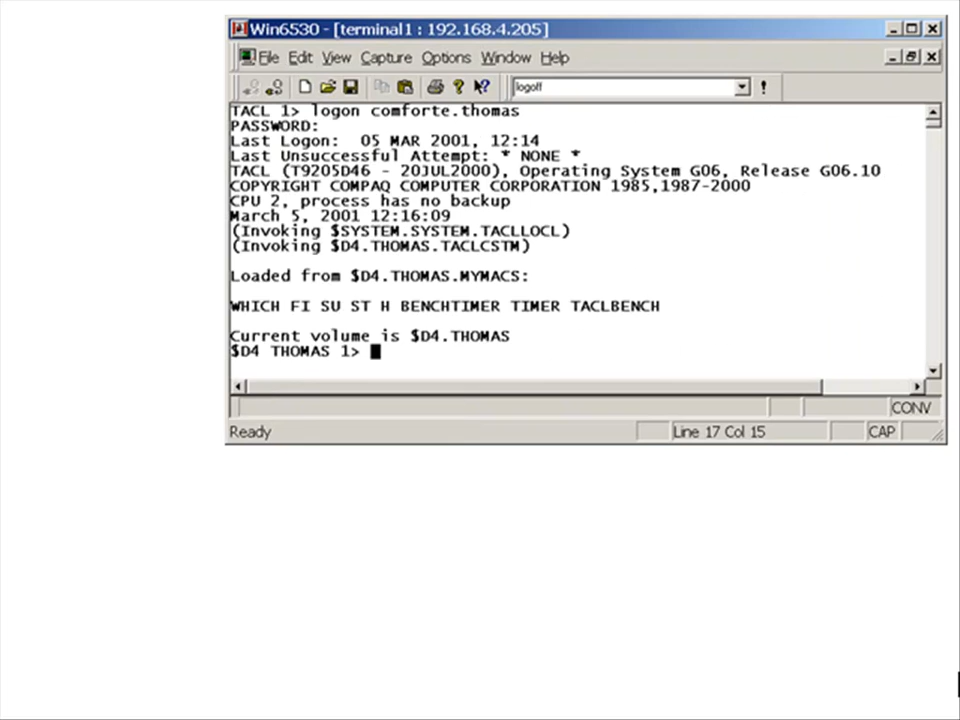 Win6530 - [terminal1 : 192.168.4.205]
File Edit View Capture Options Window Help
logoff
TACL 1> logon comforte.thomas
PASSWORD:
Last Logon:  05 MAR 2001, 12:14
Last Unsuccessful Attempt: * NONE *
TACL (T9205D46 - 20JUL2000), Operating System G06, Release G06.10
COPYRIGHT COMPAQ COMPUTER CORPORATION 1985,1987-2000
CPU 2, process has no backup
March 5, 2001 12:16:09
(Invoking $SYSTEM.SYSTEM.TACLLOCL)
(Invoking $D4.THOMAS.TACLCSTM)
Loaded from $D4.THOMAS.MYMACS:
WHICH FI SU ST H BENCHTIMER TIMER TACLBENCH
Current volume is $D4.THOMAS
$D4 THOMAS 1>
CONV
Ready Line 17 Col 15 CAP